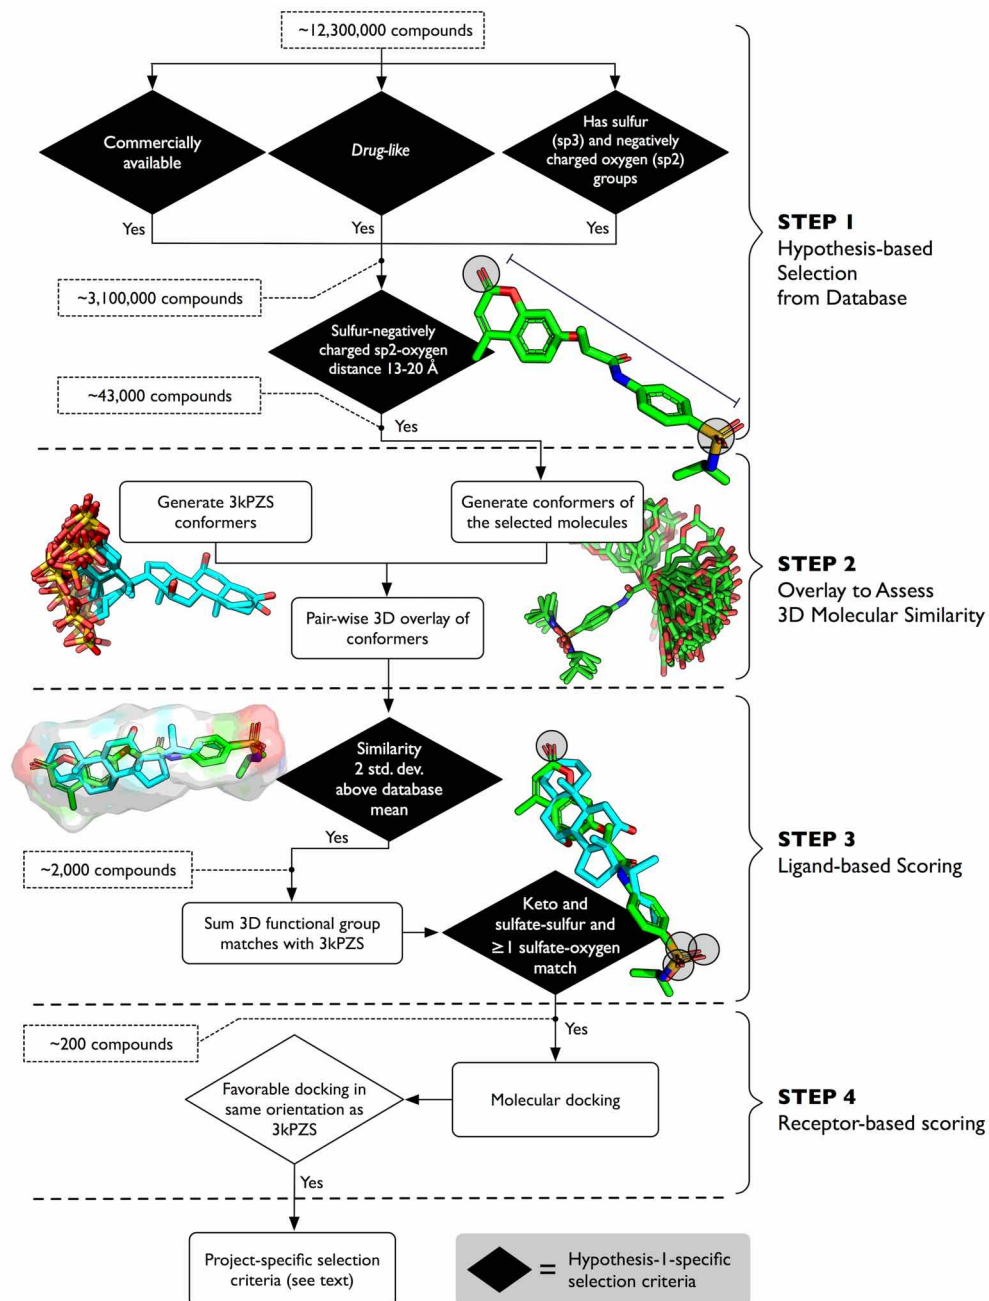 ~12,300,000 compounds
Commercially
available
Drug-like
Has sulfur
(sp3) and negatively
charged oxygen (sp2)
groups
Yes
Yes
Yes
STEP 1
Hypothesis-based
Selection
from Database
~3,100,000 compounds
Sulfur-negatively
charged sp2-oxygen
distance 13-20 Å
~43,000 compounds
Yes
Generate 3kPZS
conformers
Generate conformers of
the selected molecules
STEP 2
Overlay to Assess
3D Molecular Similarity
Pair-wise 3D overlay of
conformers
Similarity
2 std. dev.
above database
mean
Yes
~2,000 compounds
Sum 3D functional group
matches with 3kPZS
Keto and
sulfate-sulfur and
≥1 sulfate-oxygen
match
STEP 3
Ligand-based Scoring
Yes
~200 compounds
Favorable docking in
same orientation as
3kPZS
Molecular docking
STEP 4
Receptor-based scoring
Yes
Project-specific selection
criteria (see text)
= Hypothesis-1-specific
selection criteria